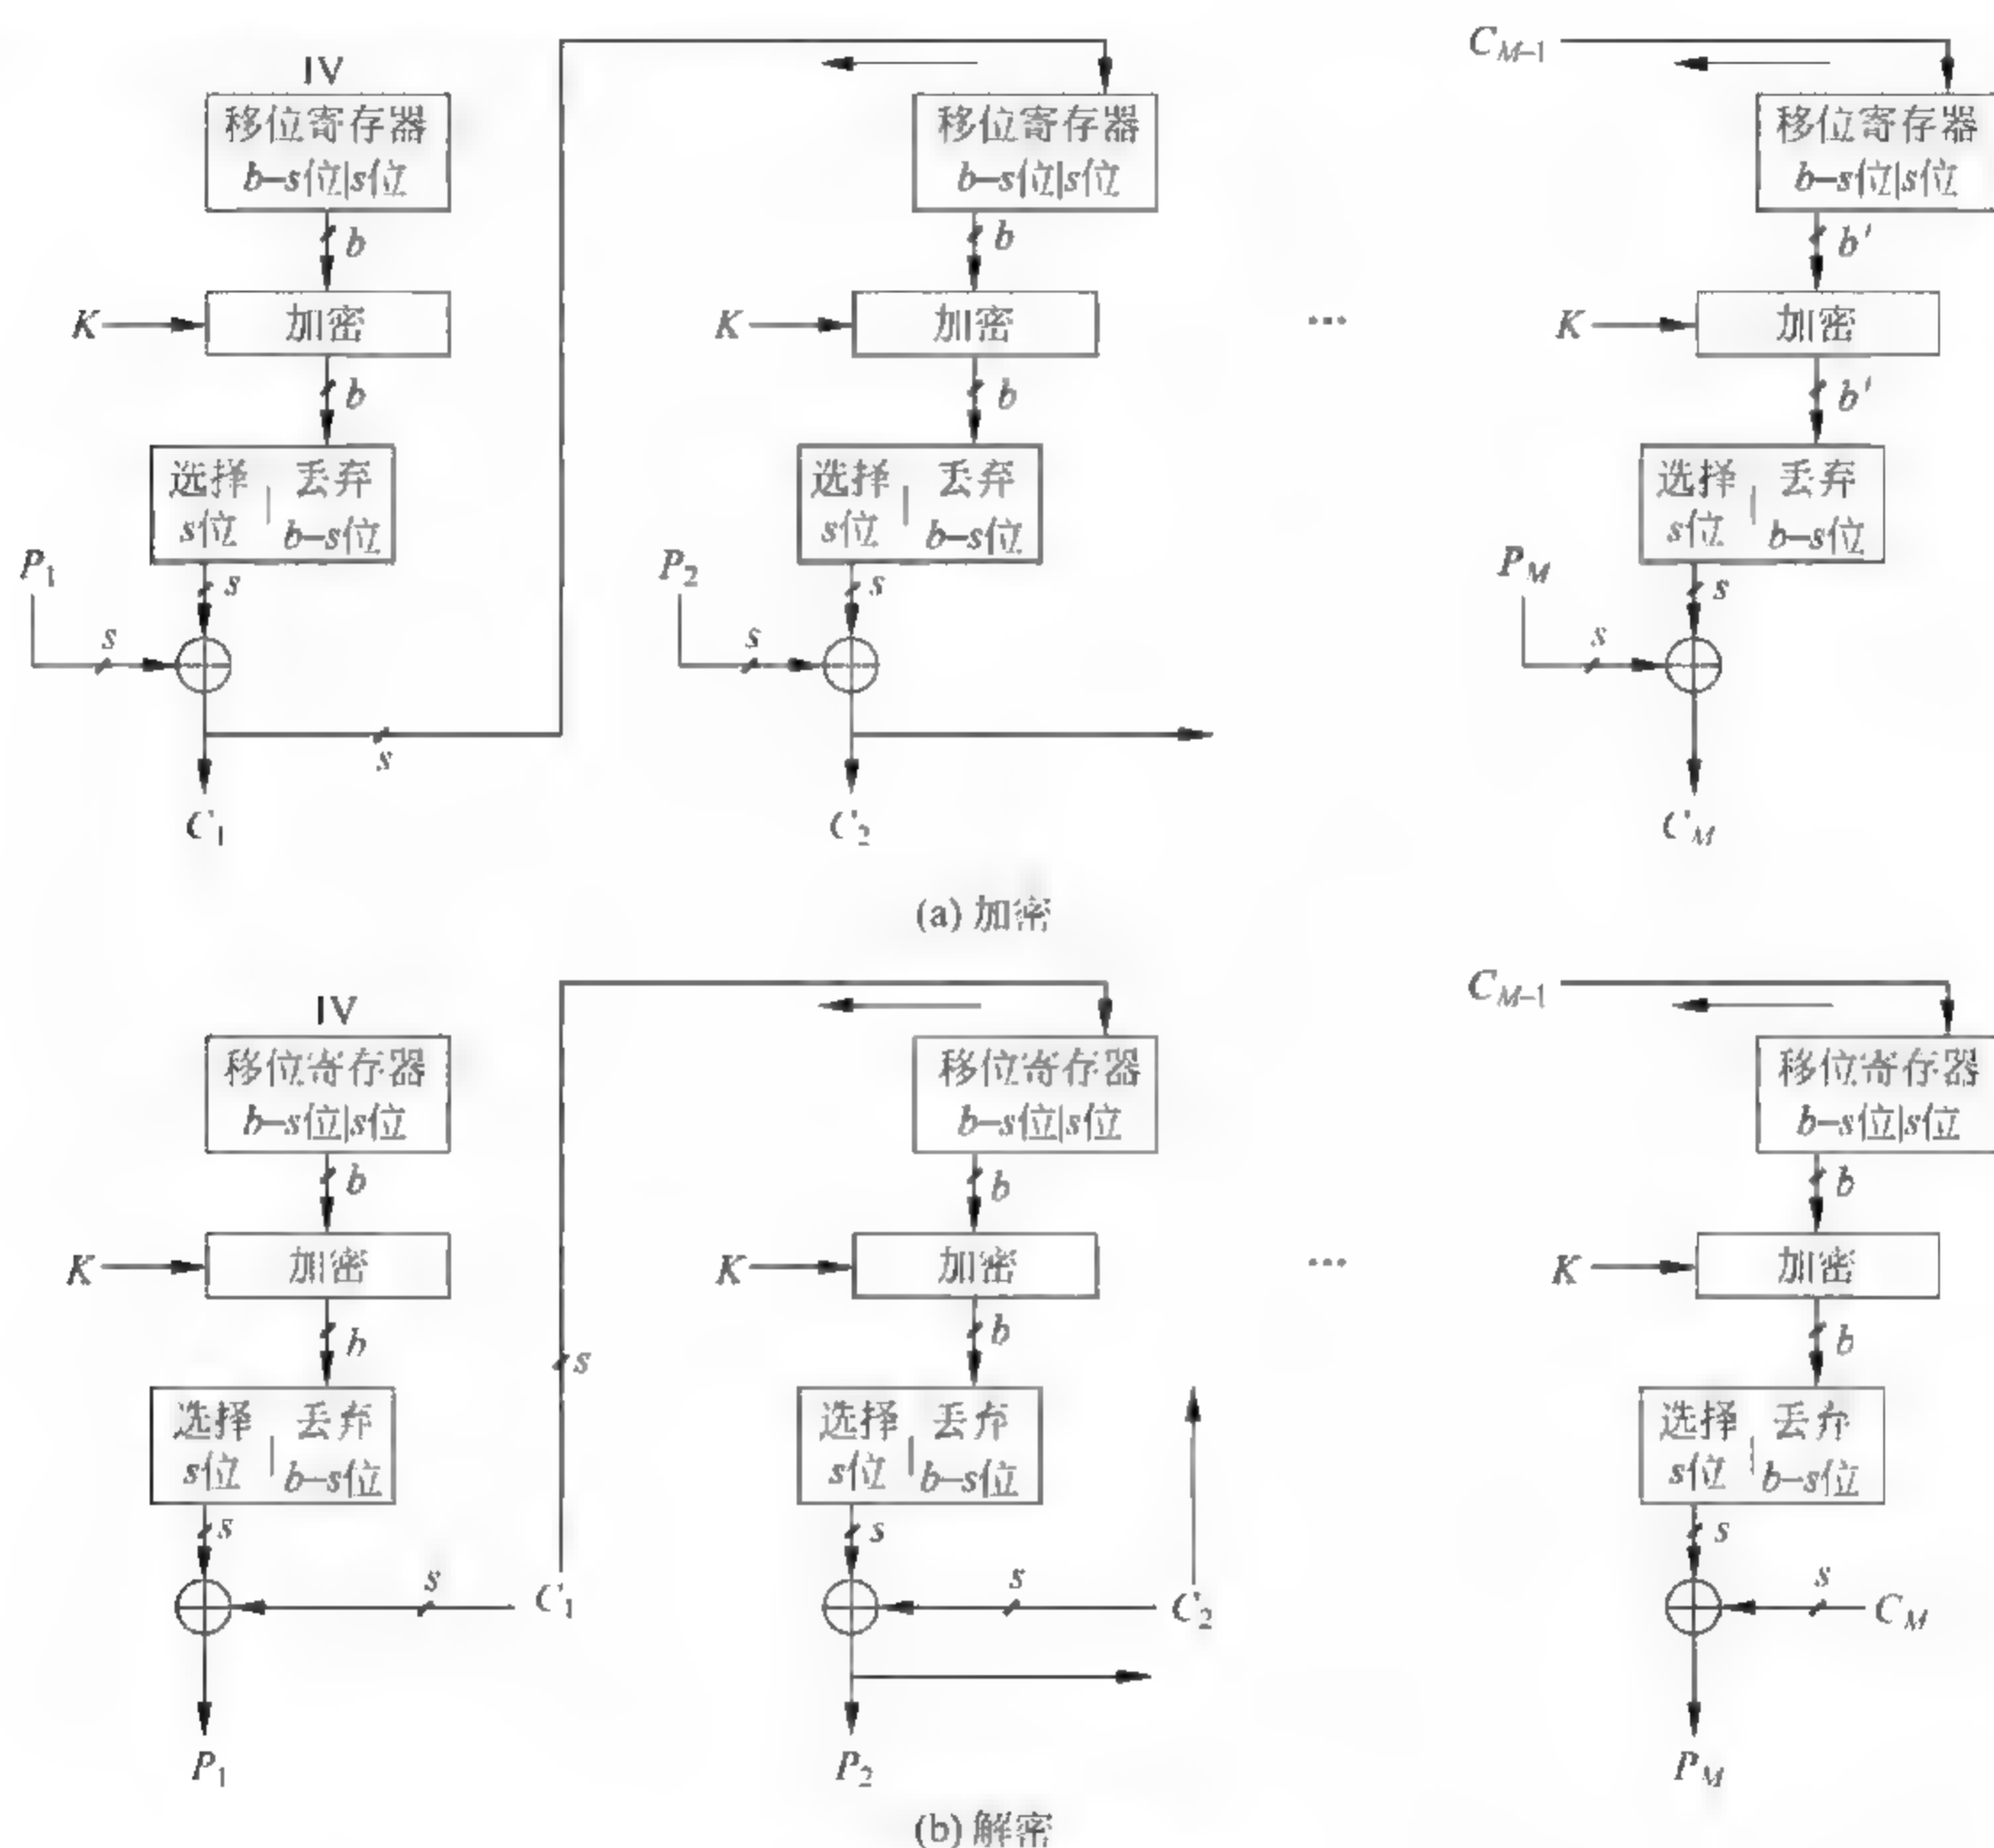 IV
C_{M-1}
移位寄存器
b-s位|s位
移位寄存器
b-s位|s位
移位寄存器
b-s位|s位
b
b
b'
K
加密
K
加密
...
K
加密
b
b
b'
选择 | 丢弃
s位 | b-s位
选择 | 丢弃
s位 | b-s位
选择 | 丢弃
s位 | b-s位
P_1
s
P_2
s
P_M
s
s
s
s
s
C_1
C_2
C_M
(a) 加密
IV
C_{M-1}
移位寄存器
b-s位|s位
移位寄存器
b-s位|s位
移位寄存器
b-s位|s位
b
b
b
K
加密
K
加密
...
K
加密
b
b
b
s
选择 | 丢弃
s位 | b-s位
选择 | 丢弃
s位 | b-s位
选择 | 丢弃
s位 | b-s位
s
s
s
s
C_1
s
C_2
s
C_M
P_1
P_2
P_M
(b) 解密